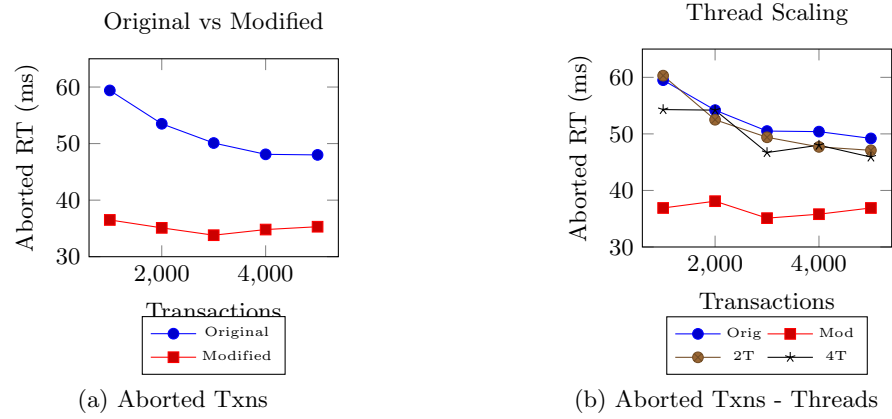 Original vs Modified
60
50
40
30
Aborted RT (ms)
2,000 4,000
Transactions
Original
Modified
(a) Aborted Txns
Thread Scaling
60
50
40
30
Aborted RT (ms)
2,000 4,000
Transactions
Orig Mod
2T 4T
(b) Aborted Txns - Threads